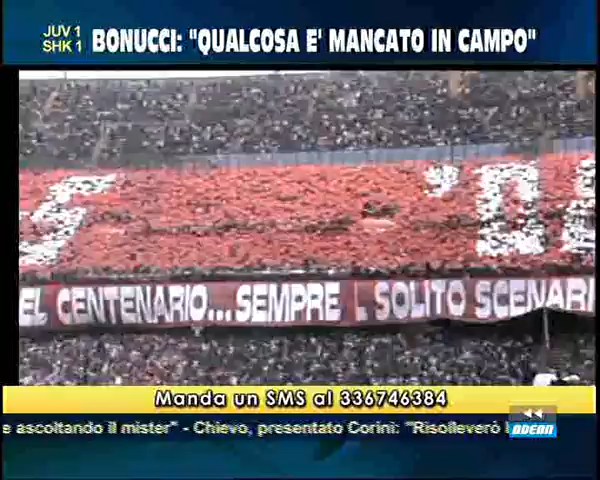 JUV 1
SHK 1
BONUCCI: "QUALCOSA E' MANCATO IN CAMPO"
EL CENTENARIO...SEMPRE IL SOLITO SCENARI
Manda un SMS al 336746384
e ascoltando il mister" - Chievo, presentato Corini: "Risolleverò
ODEON